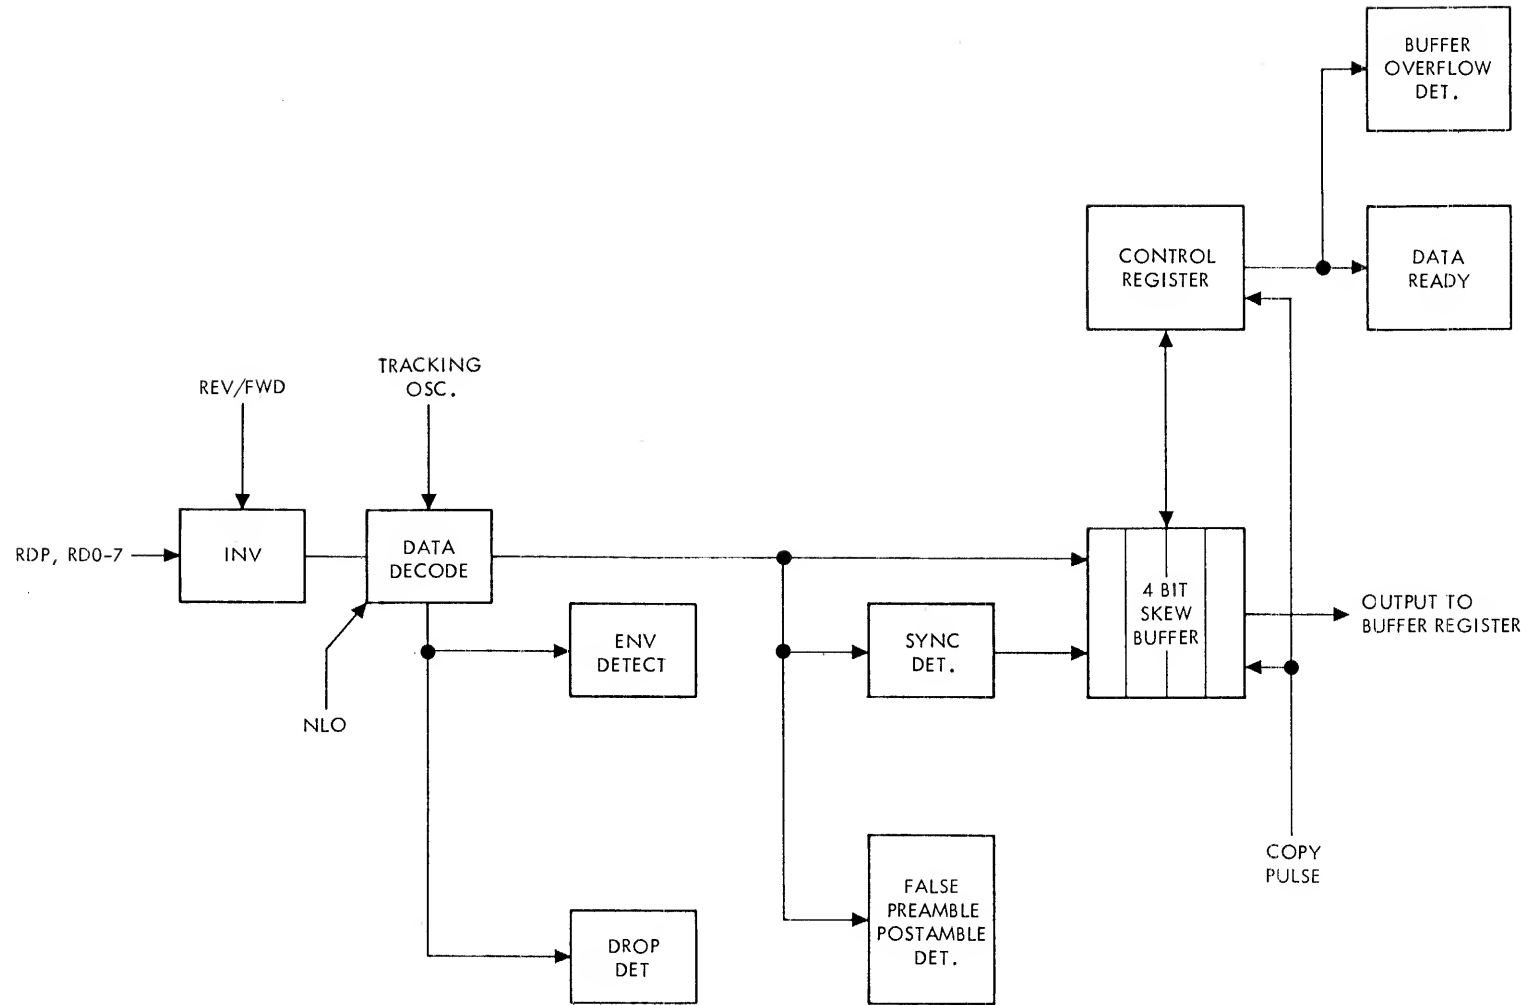 BUFFER
OVERFLOW
DET.
CONTROL
REGISTER
DATA
READY
TRACKING
OSC.
REV/FWD
RDP, RD0-7
INV
DATA
DECODE
ENV
DETECT
SYNC
DET.
4 BIT
SKEW
BUFFER
OUTPUT TO
BUFFER REGISTER
NLO
COPY
PULSE
FALSE
PREAMBLE
POSTAMBLE
DET.
DROP
DET